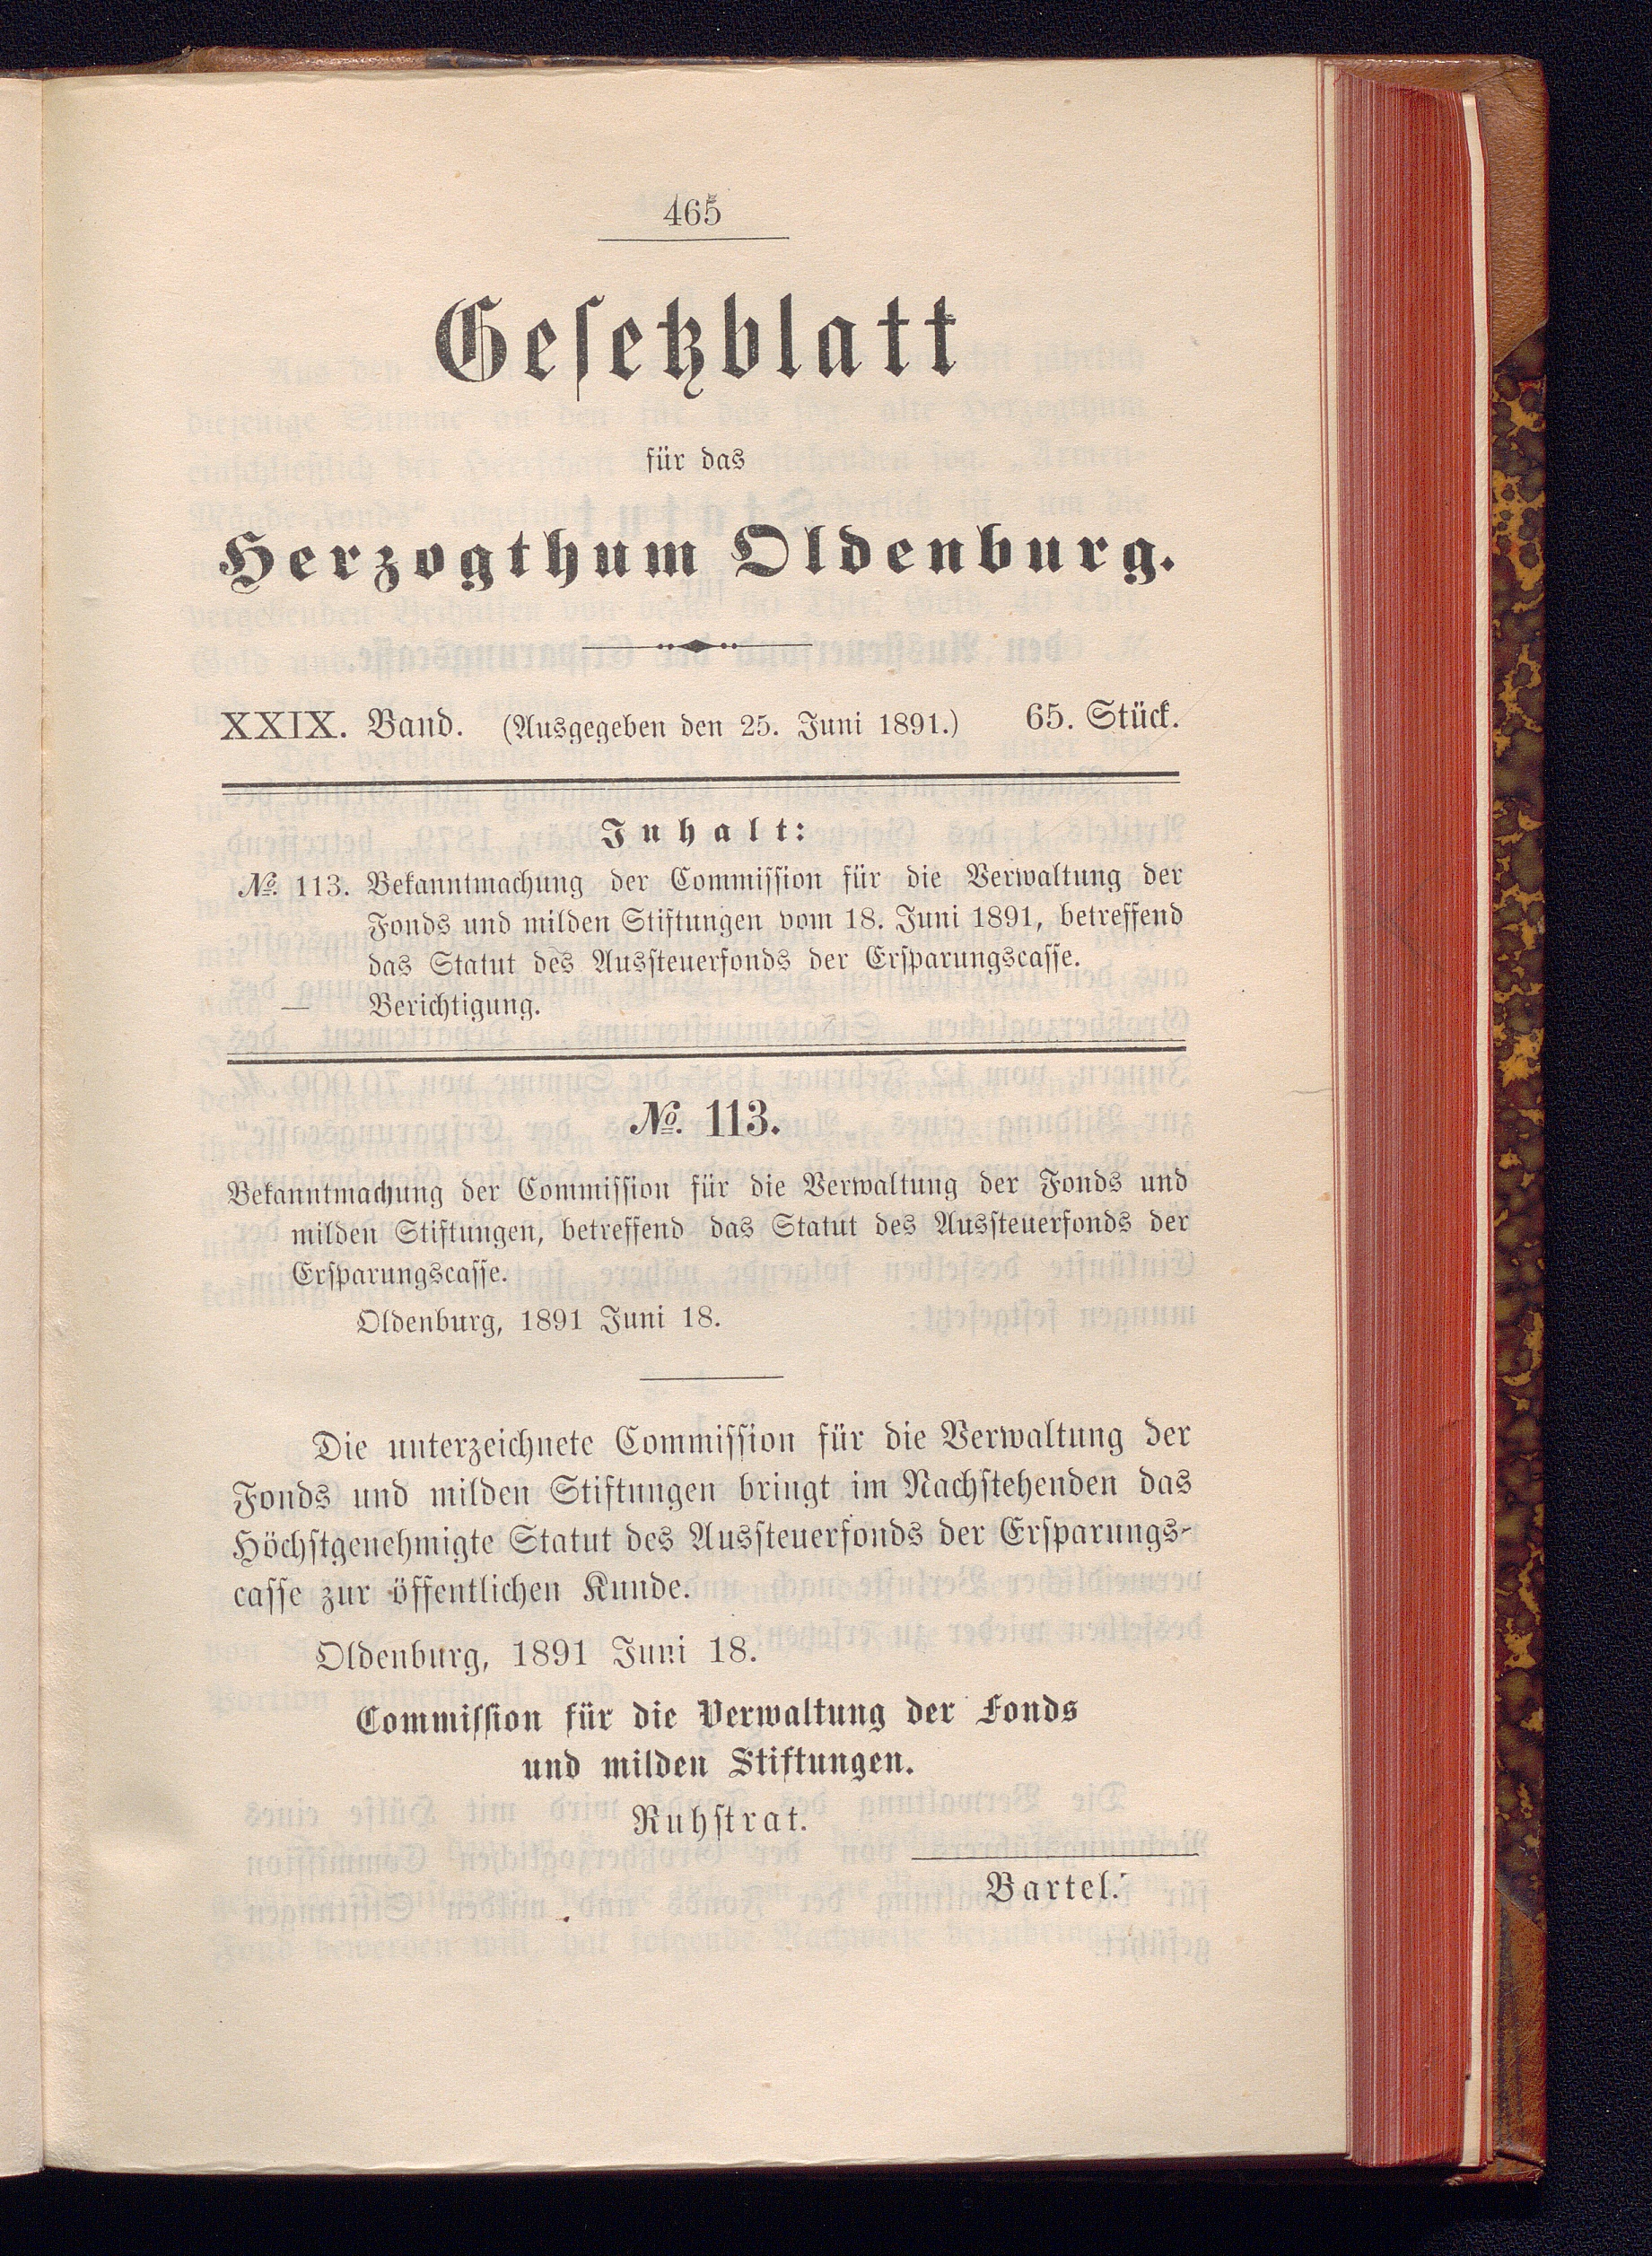 465
Gesetzblatt
für das
Herzogthum Oldenburg.
XXIX. Band. (Ausgegeben den 25. Juni 1891.) 65. Stück.
Inhalt:
№. 113. Bekanntmachung der Commission für die Verwaltung der
Fonds und milden Stiftungen vom 18. Juni 1891, betreffend
das Statut des Aussteuerfonds der Ersparungscasse.
— Berichtigung.
№. 113.
Bekanntmachung der Commission für die Verwaltung der Fonds und
milden Stiftungen, betreffend das Statut des Aussteuerfonds der
Ersparungscasse.
Oldenburg, 1891 Juni 18.
Die unterzeichnete Commission für die Verwaltung der
Fonds und milden Stiftungen bringt im Nachstehenden das
Höchstgenehmigte Statut des Aussteuerfonds der Ersparungs-
casse zur öffentlichen Kunde.
Oldenburg, 1891 Juni 18.
Commission für die Verwaltung der Fonds
und milden Stiftungen.
Ruhstrat.
Bartel.